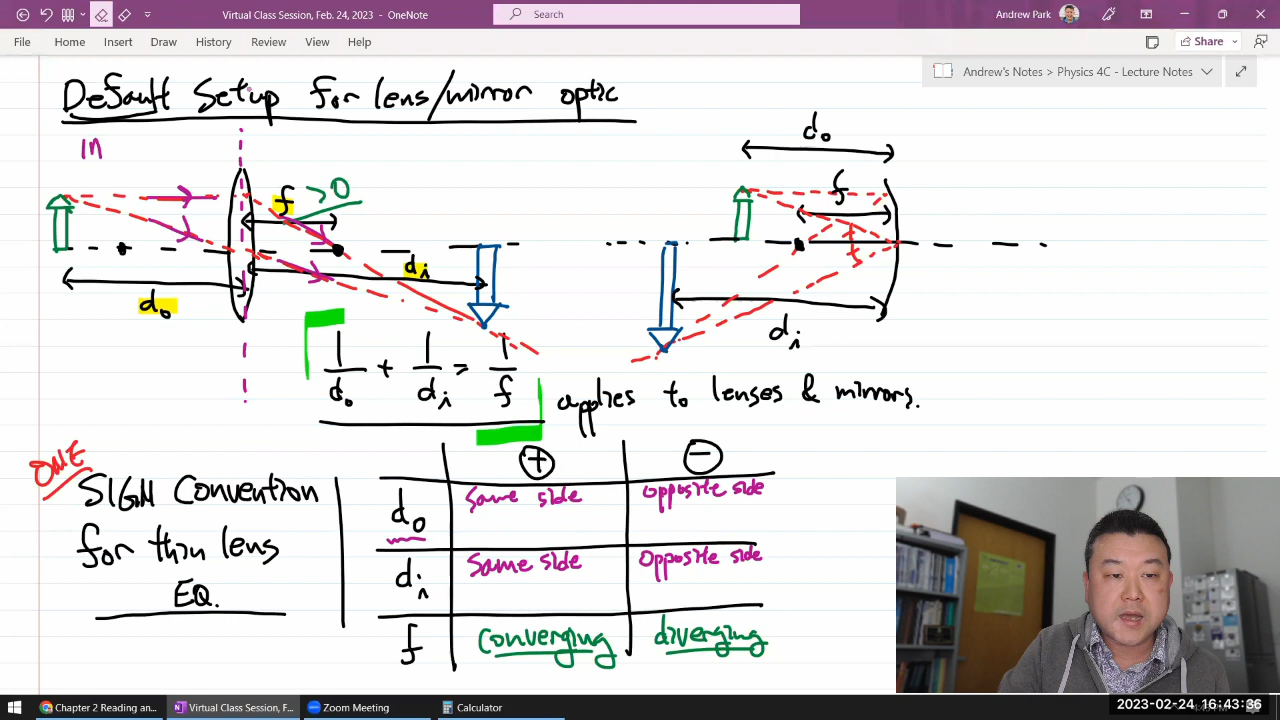 Virtual Class Session, Feb. 24, 2023 - OneNote
Search
Andrew Park
File Home Insert Draw History Review View Help
Share
Andrew's Notes > Physics 4C - Lecture Notes
Default Setup for lens/mirror optic
IN
f >0
di
do
do
f
di
1/do + 1/di = 1/f applies to lenses & mirrors.
ONE
SIGN Convention
for thin lens
EQ.
+ −
do Same side Opposite side
di Same side Opposite side
f Converging diverging
Chapter 2 Reading an... Virtual Class Session, F... Zoom Meeting Calculator
2023-02-24 16:43:36